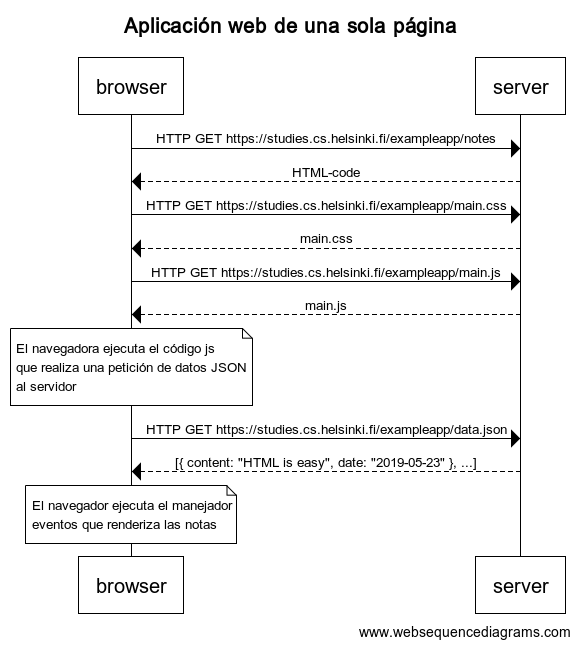 Aplicación web de una sola página
browser
server
HTTP GET https://studies.cs.helsinki.fi/exampleapp/notes
HTML-code
HTTP GET https://studies.cs.helsinki.fi/exampleapp/main.css
main.css
HTTP GET https://studies.cs.helsinki.fi/exampleapp/main.js
main.js
El navegadora ejecuta el código js
que realiza una petición de datos JSON
al servidor
HTTP GET https://studies.cs.helsinki.fi/exampleapp/data.json
[{ content: "HTML is easy", date: "2019-05-23" }, ...]
El navegador ejecuta el manejador
eventos que renderiza las notas
browser
server
www.websequencediagrams.com